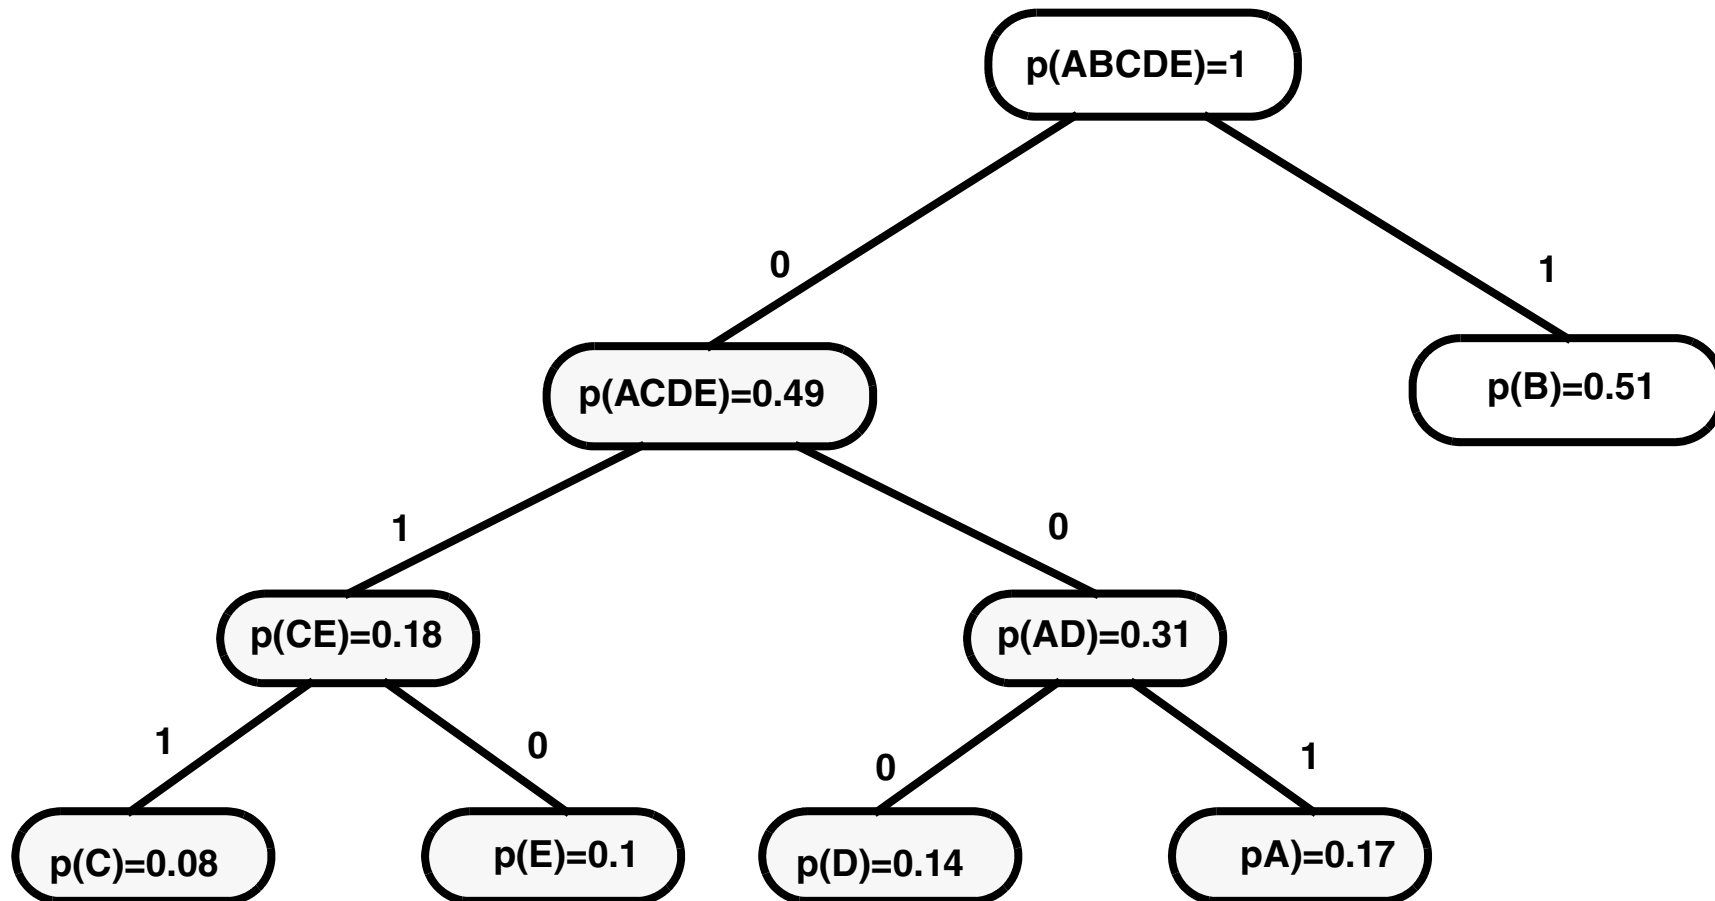 p(ABCDE)=1
0
1
p(ACDE)=0.49
p(B)=0.51
1
0
p(CE)=0.18
p(AD)=0.31
1
0
0
1
p(C)=0.08
p(E)=0.1
p(D)=0.14
pA)=0.17